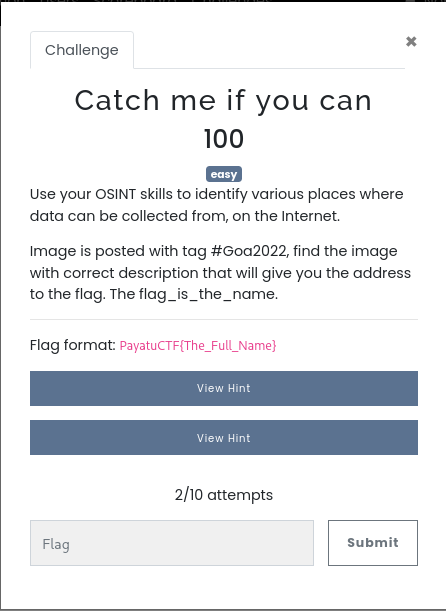 Challenge
×
Catch me if you can
100
easy
Use your OSINT skills to identify various places where
data can be collected from, on the Internet.
Image is posted with tag #Goa2022, find the image
with correct description that will give you the address
to the flag. The flag_is_the_name.
Flag format: PayatuCTF{The_Full_Name}
View Hint
View Hint
2/10 attempts
Flag
Submit